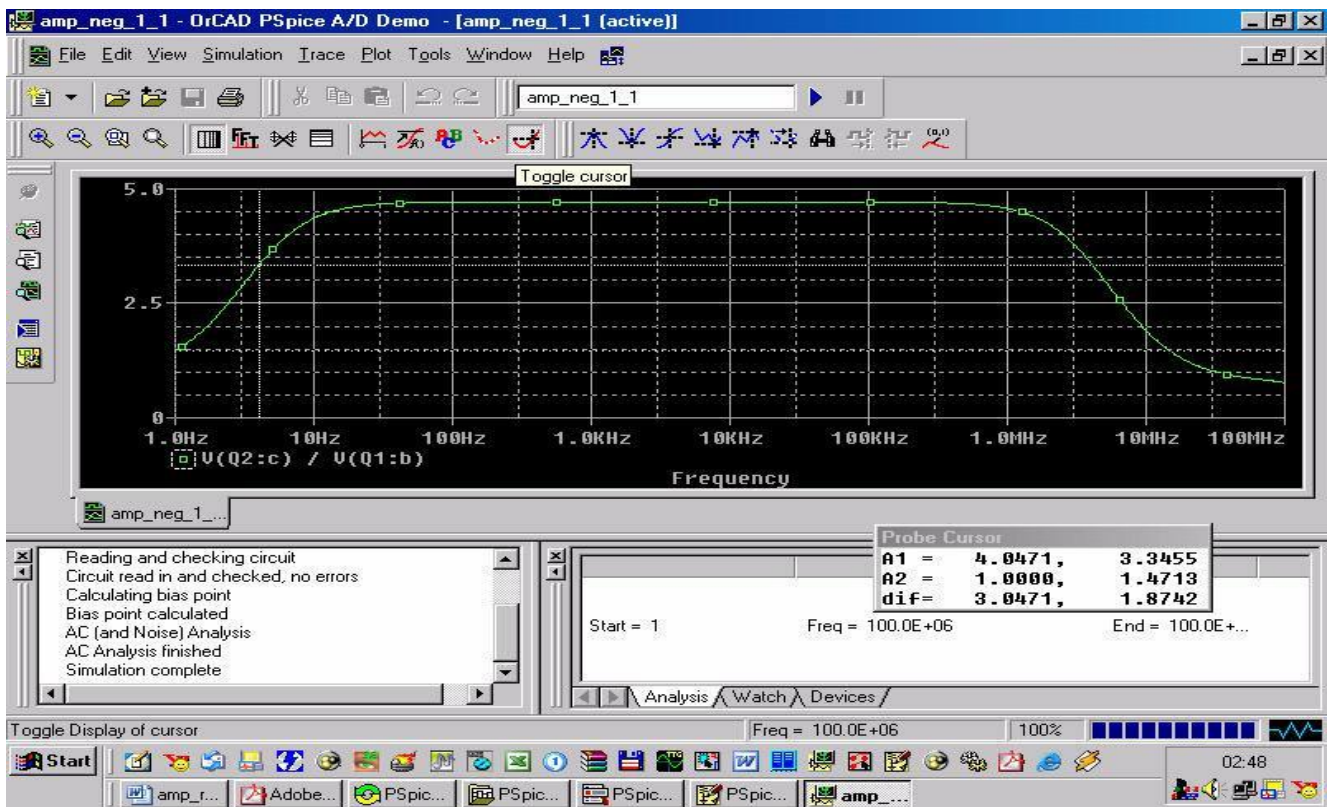 amp_neg_1_1 - OrCAD PSpice A/D Demo - [amp_neg_1_1 (active)]
File Edit View Simulation Trace Plot Tools Window Help
amp_neg_1_1
Toggle cursor
5.0
2.5
0
1.0Hz 10Hz 100Hz 1.0KHz 10KHz 100KHz 1.0MHz 10MHz 100MHz
V(Q2:c) / V(Q1:b)
Frequency
amp_neg_1_...
Reading and checking circuit
Circuit read in and checked, no errors
Calculating bias point
Bias point calculated
AC (and Noise) Analysis
AC Analysis finished
Simulation complete
Probe Cursor
A1 = 4.0471, 3.3455
A2 = 1.0000, 1.4713
dif= 3.0471, 1.8742
Start = 1 Freq = 100.0E+06 End = 100.0E+...
Analysis Watch Devices
Toggle Display of cursor Freq = 100.0E+06 100%
Start 02:48
amp_r... Adobe... PSpic... PSpic... PSpic... PSpic... amp_...